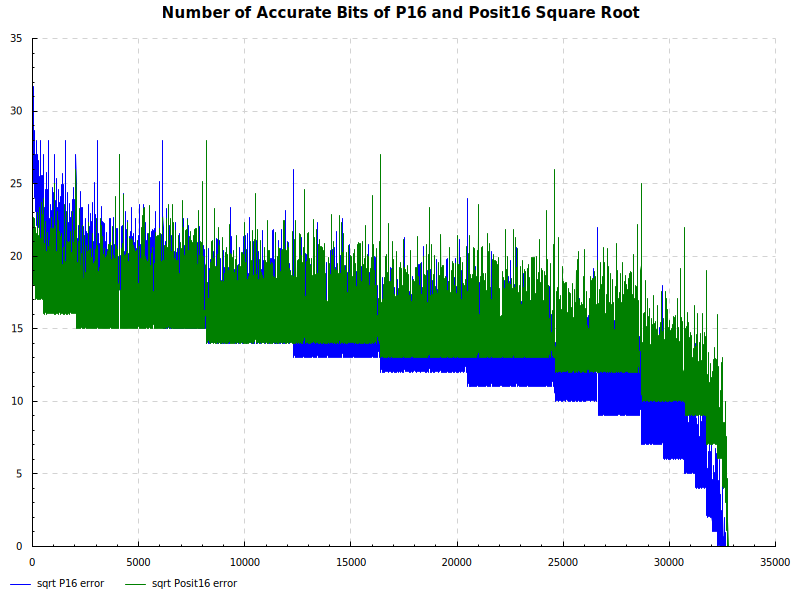 Number of Accurate Bits of P16 and Posit16 Square Root
35
30
25
20
15
10
5
0
0 5000 10000 15000 20000 25000 30000 35000
sqrt P16 error sqrt Posit16 error